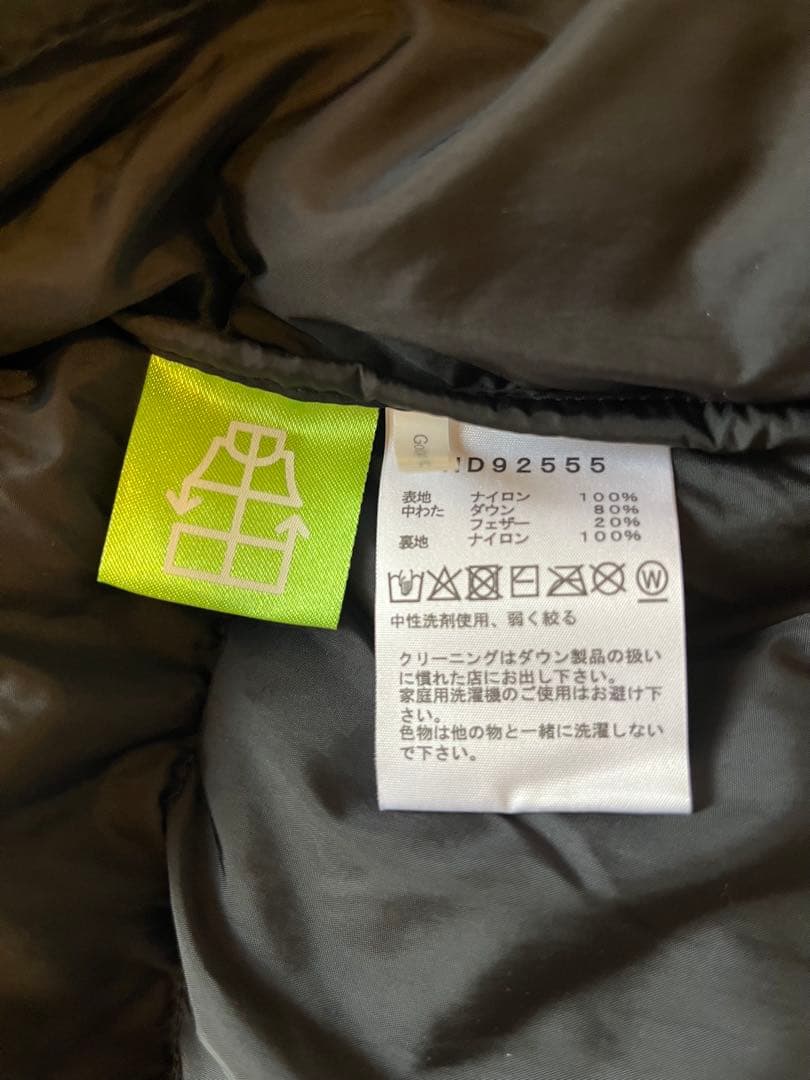 D92555
表地 ナイロン 100%
中わた ダウン 80%
フェザー 20%
裏地 ナイロン 100%
W
中性洗剤使用、弱く絞る
クリーニングはダウン製品の扱い
に慣れた店にお出し下さい。
家庭用洗濯機のご使用はお避け下
さい。
色物は他の物と一緒に洗濯しない
で下さい。